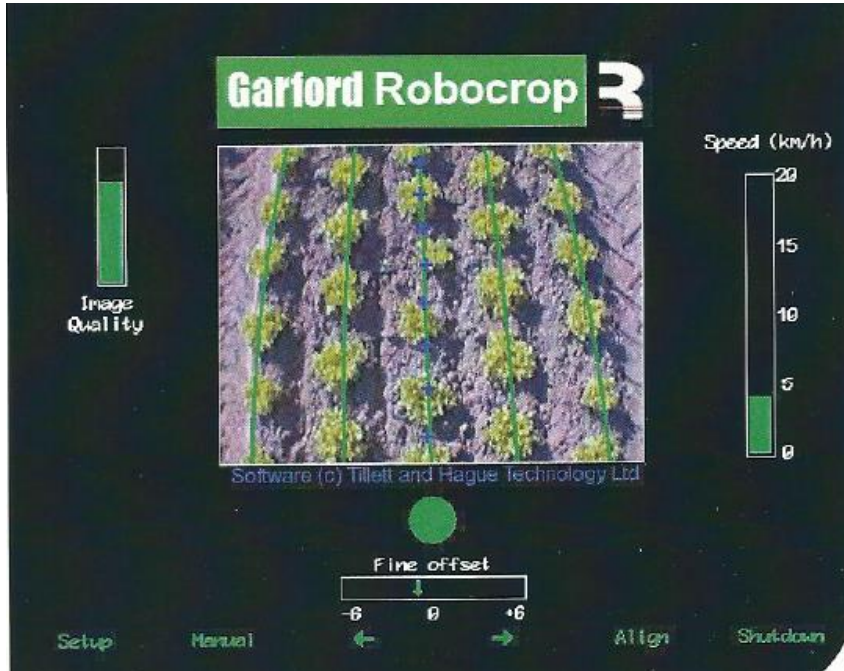 Garford Robocrop
Speed (km/h)
20
15
10
5
0
Image
Quality
Software (c) Tillett and Hague Technology Ltd
Fine offset
-6 0 +6
Setup Manual Align Shutdown